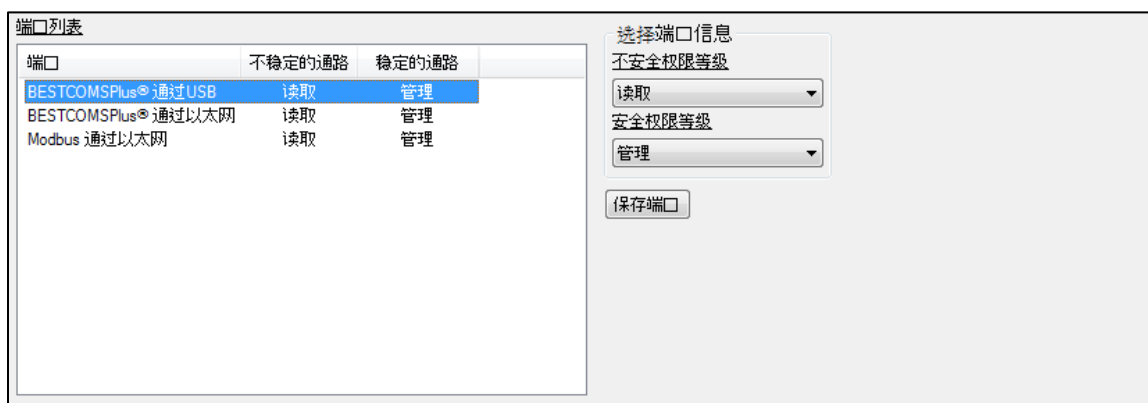 端口列表
端口 不稳定的通路 稳定的通路
BESTCOMSPlus® 通过USB 读取 管理
BESTCOMSPlus® 通过以太网 读取 管理
Modbus 通过以太网 读取 管理
选择端口信息
不安全权限等级
读取
安全权限等级
管理
保存端口